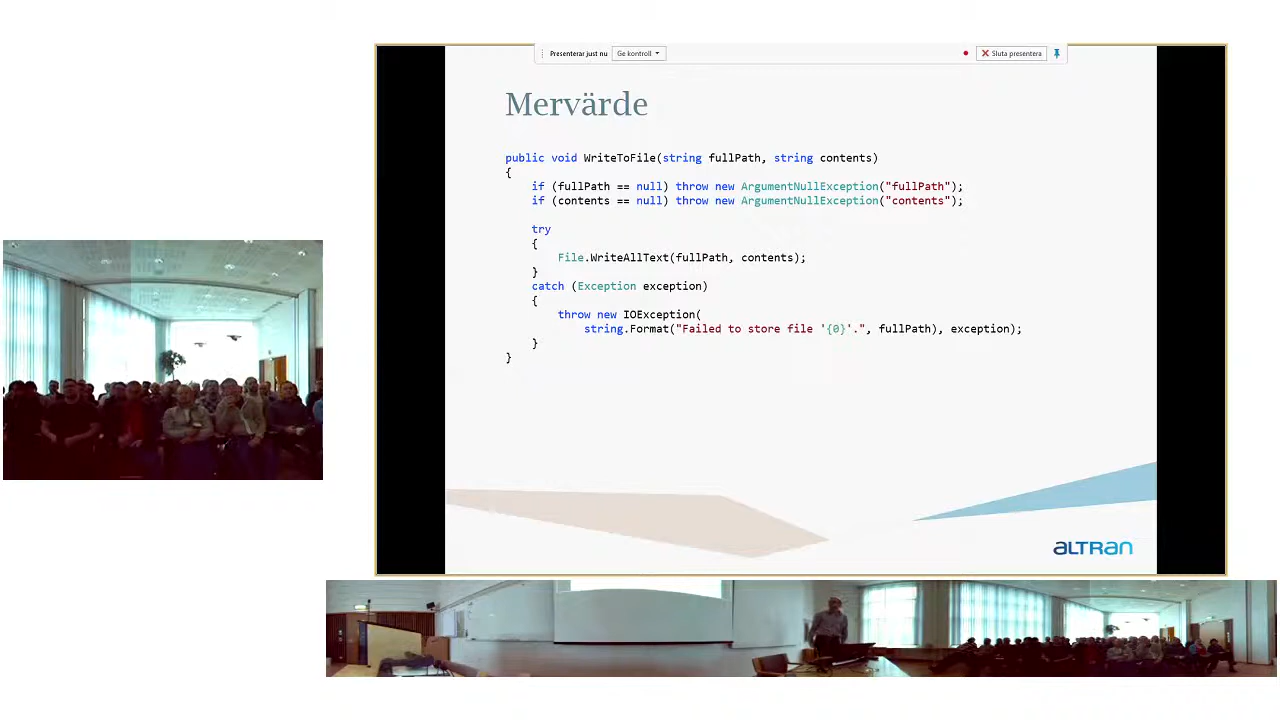 Presenterar just nu Ge kontroll Sluta presentera
Mervärde
public void WriteToFile(string fullPath, string contents)
{
if (fullPath == null) throw new ArgumentNullException("fullPath");
if (contents == null) throw new ArgumentNullException("contents");
try
{
File.WriteAllText(fullPath, contents);
}
catch (Exception exception)
{
throw new IOException(
string.Format("Failed to store file '{0}'.", fullPath), exception);
}
}
altran